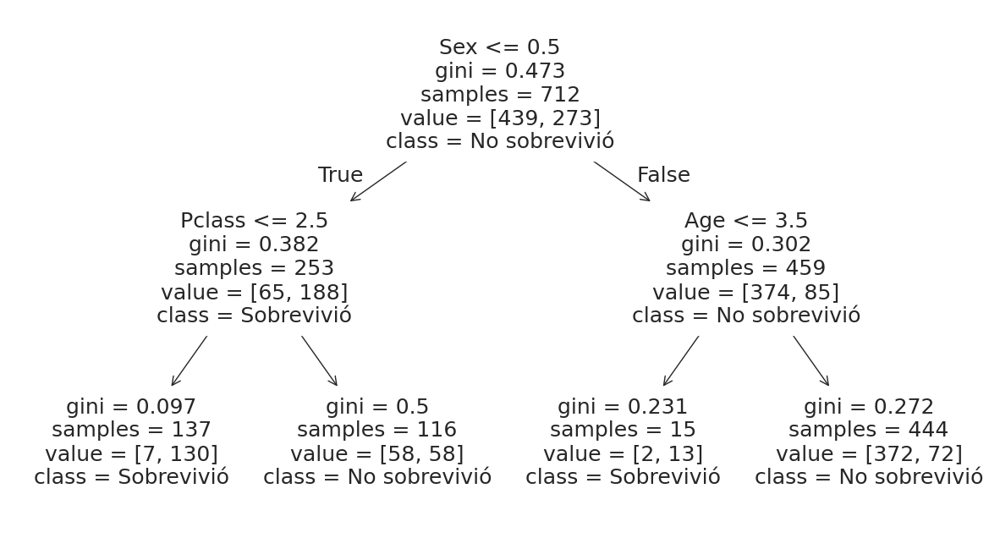 Sex <= 0.5
gini = 0.473
samples = 712
value = [439, 273]
class = No sobrevivió
True
False
Pclass <= 2.5
gini = 0.382
samples = 253
value = [65, 188]
class = Sobrevivió
Age <= 3.5
gini = 0.302
samples = 459
value = [374, 85]
class = No sobrevivió
gini = 0.097
samples = 137
value = [7, 130]
class = Sobrevivió
gini = 0.5
samples = 116
value = [58, 58]
class = No sobrevivió
gini = 0.231
samples = 15
value = [2, 13]
class = Sobrevivió
gini = 0.272
samples = 444
value = [372, 72]
class = No sobrevivió